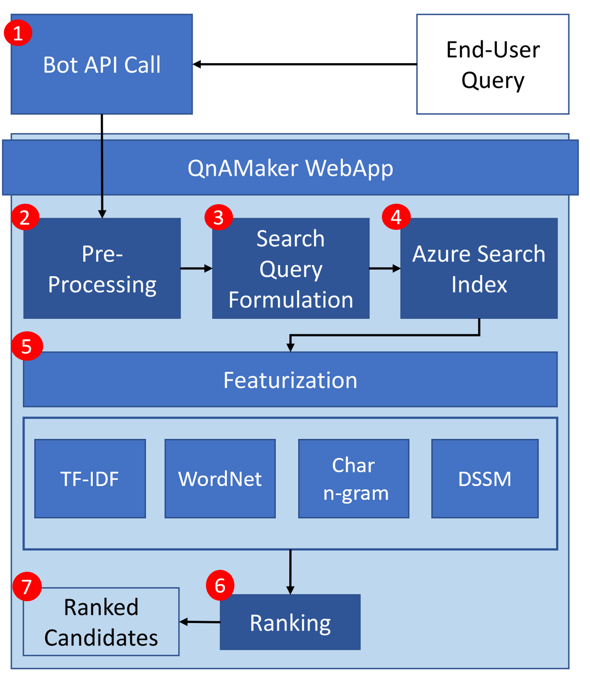 1
Bot API Call
End-User
Query
QnAMaker WebApp
2
Pre-
Processing
3
Search
Query
Formulation
4
Azure Search
Index
5
Featurization
TF-IDF
WordNet
Char
n-gram
DSSM
6
Ranking
7
Ranked
Candidates